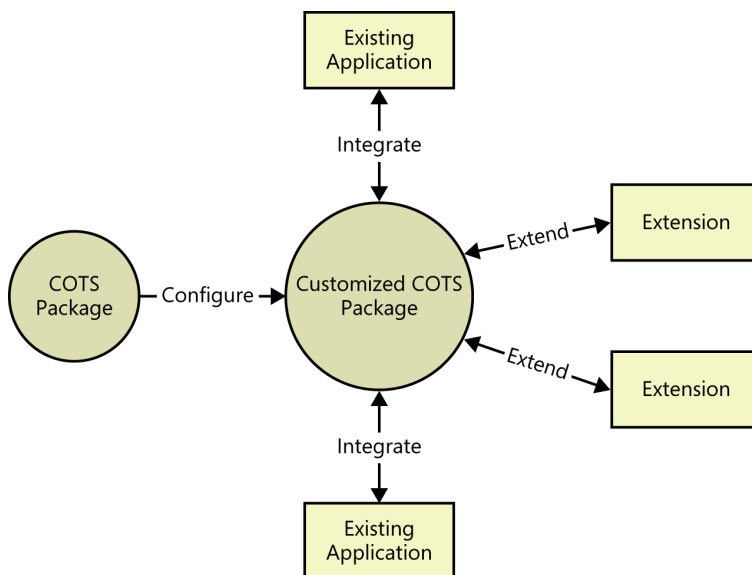 Existing
Application
Integrate
Extend
Extension
COTS
Package
Configure
Customized COTS
Package
Extend
Extension
Integrate
Existing
Application